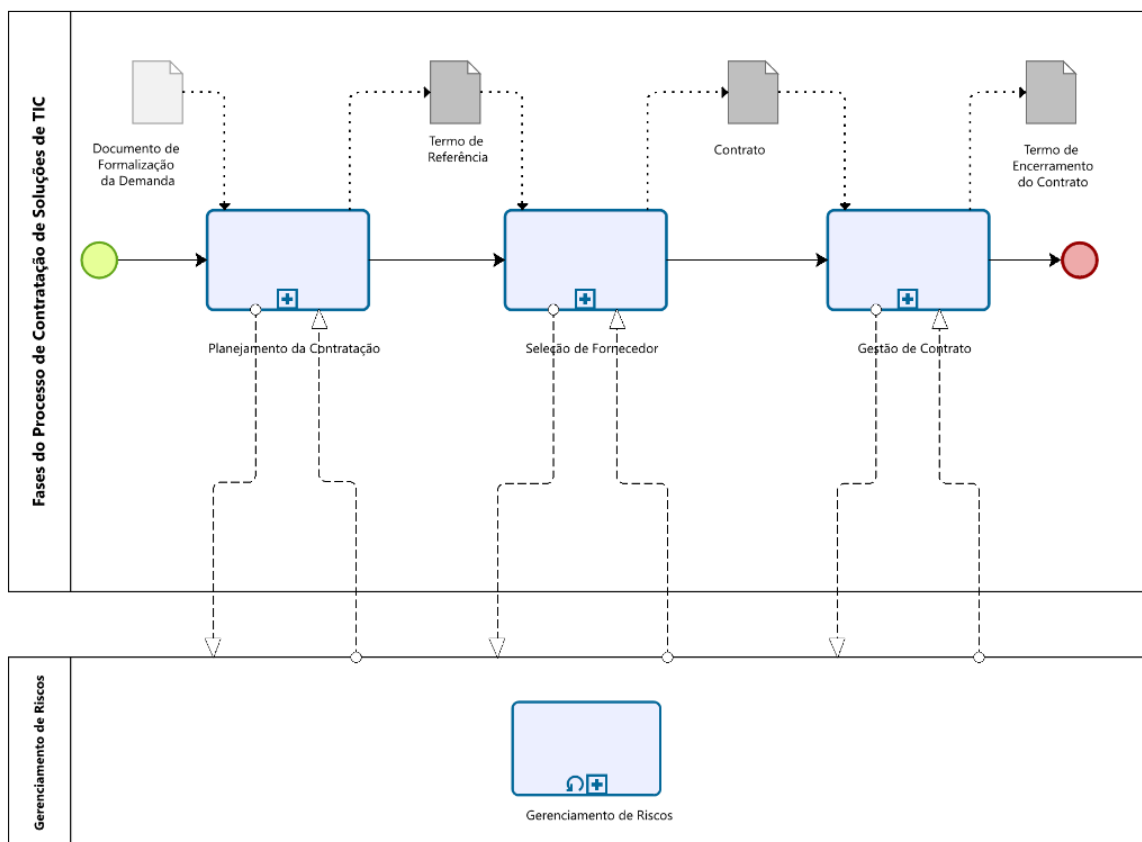 Fases do Processo de Contratação de Soluções de TIC
Documento de
Formalização
da Demanda
Termo de
Referência
Contrato
Termo de
Encerramento
do Contrato
Planejamento da Contratação
Seleção de Fornecedor
Gestão de Contrato
Gerenciamento de Riscos
Gerenciamento de Riscos